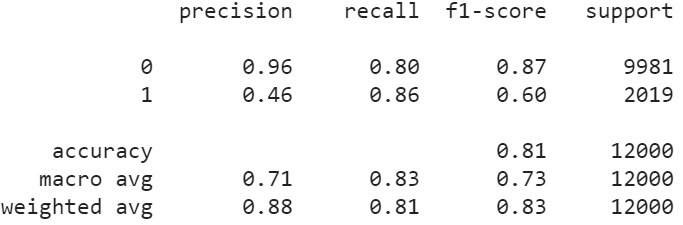 precision recall f1-score support
0 0.96 0.80 0.87 9981
1 0.46 0.86 0.60 2019
accuracy 0.81 12000
macro avg 0.71 0.83 0.73 12000
weighted avg 0.88 0.81 0.83 12000